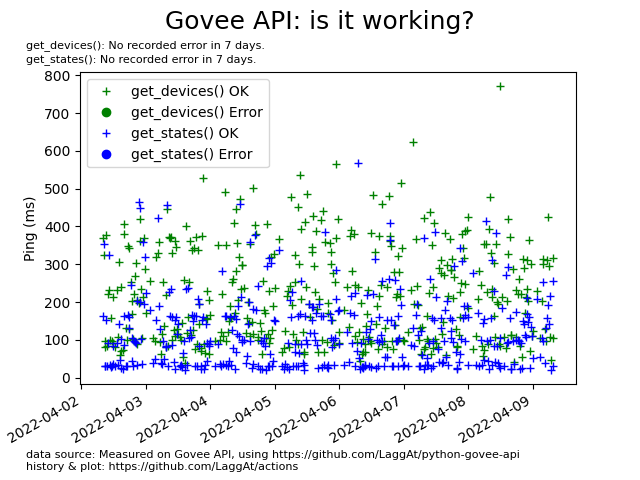 Govee API: is it working?
get_devices(): No recorded error in 7 days.
get_states(): No recorded error in 7 days.
get_devices() OK
get_devices() Error
get_states() OK
get_states() Error
Ping (ms)
800
700
600
500
400
300
200
100
0
2022-04-02
2022-04-03
2022-04-04
2022-04-05
2022-04-06
2022-04-07
2022-04-08
2022-04-09
data source: Measured on Govee API, using https://github.com/LaggAt/python-govee-api
history & plot: https://github.com/LaggAt/actions